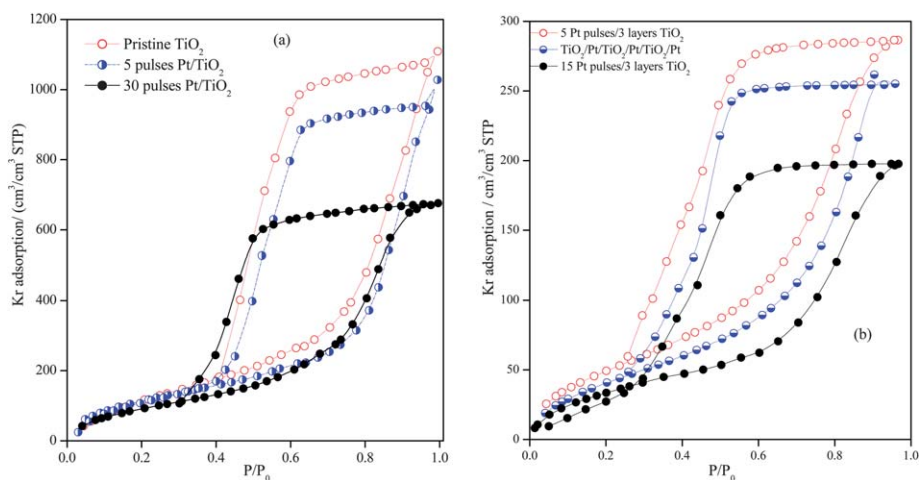 (a)
Pristine TiO₂
5 pulses Pt/TiO₂
30 pulses Pt/TiO₂
Kr adsorption/ (cm³/cm³ STP)
1200
1000
800
600
400
200
0
0.0 0.2 0.4 0.6 0.8 1.0
P/P₀
5 Pt pulses/3 layers TiO₂
TiO₂/Pt/TiO₂/Pt/TiO₂/Pt
15 Pt pulses/3 layers TiO₂
(b)
Kr adsorption / cm³/cm³ STP
300
250
200
150
100
50
0
0.0 0.2 0.4 0.6 0.8 1.0
P/P₀